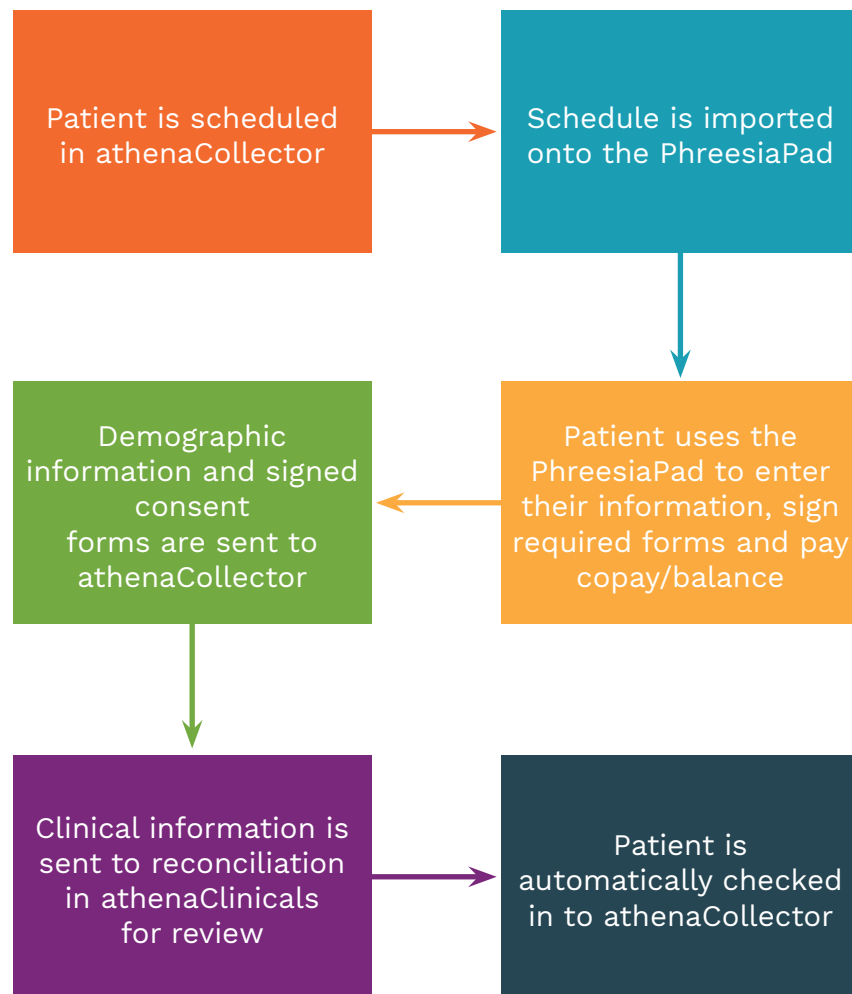 Patient is scheduled
in athenaCollector
Schedule is imported
onto the PhreesiaPad
Patient uses the
PhreesiaPad to enter
their information, sign
required forms and pay
copay/balance
Demographic
information and signed
consent
forms are sent to
athenaCollector
Clinical information is
sent to reconciliation
in athenaClinicals
for review
Patient is
automatically checked
in to athenaCollector